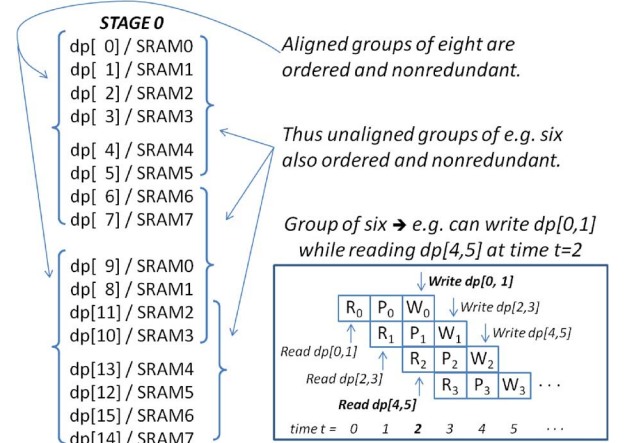 STAGE 0
dp[ 0] / SRAM0
dp[ 1] / SRAM1
dp[ 2] / SRAM2
dp[ 3] / SRAM3
dp[ 4] / SRAM4
dp[ 5] / SRAM5
dp[ 6] / SRAM6
dp[ 7] / SRAM7
dp[ 9] / SRAM0
dp[ 8] / SRAM1
dp[11] / SRAM2
dp[10] / SRAM3
dp[13] / SRAM4
dp[12] / SRAM5
dp[15] / SRAM6
dp[14] / SRAM7
Aligned groups of eight are
ordered and nonredundant.
Thus unaligned groups of e.g. six
also ordered and nonredundant.
Group of six ➔ e.g. can write dp[0,1]
while reading dp[4,5] at time t=2
Write dp[0, 1]
R₀ P₀ W₀ Write dp[2,3]
R₁ P₁ W₁ Write dp[4,5]
Read dp[0,1] R₂ P₂ W₂
Read dp[2,3] R₃ P₃ W₃ . . .
Read dp[4,5]
time t = 0 1 2 3 4 5 . . .